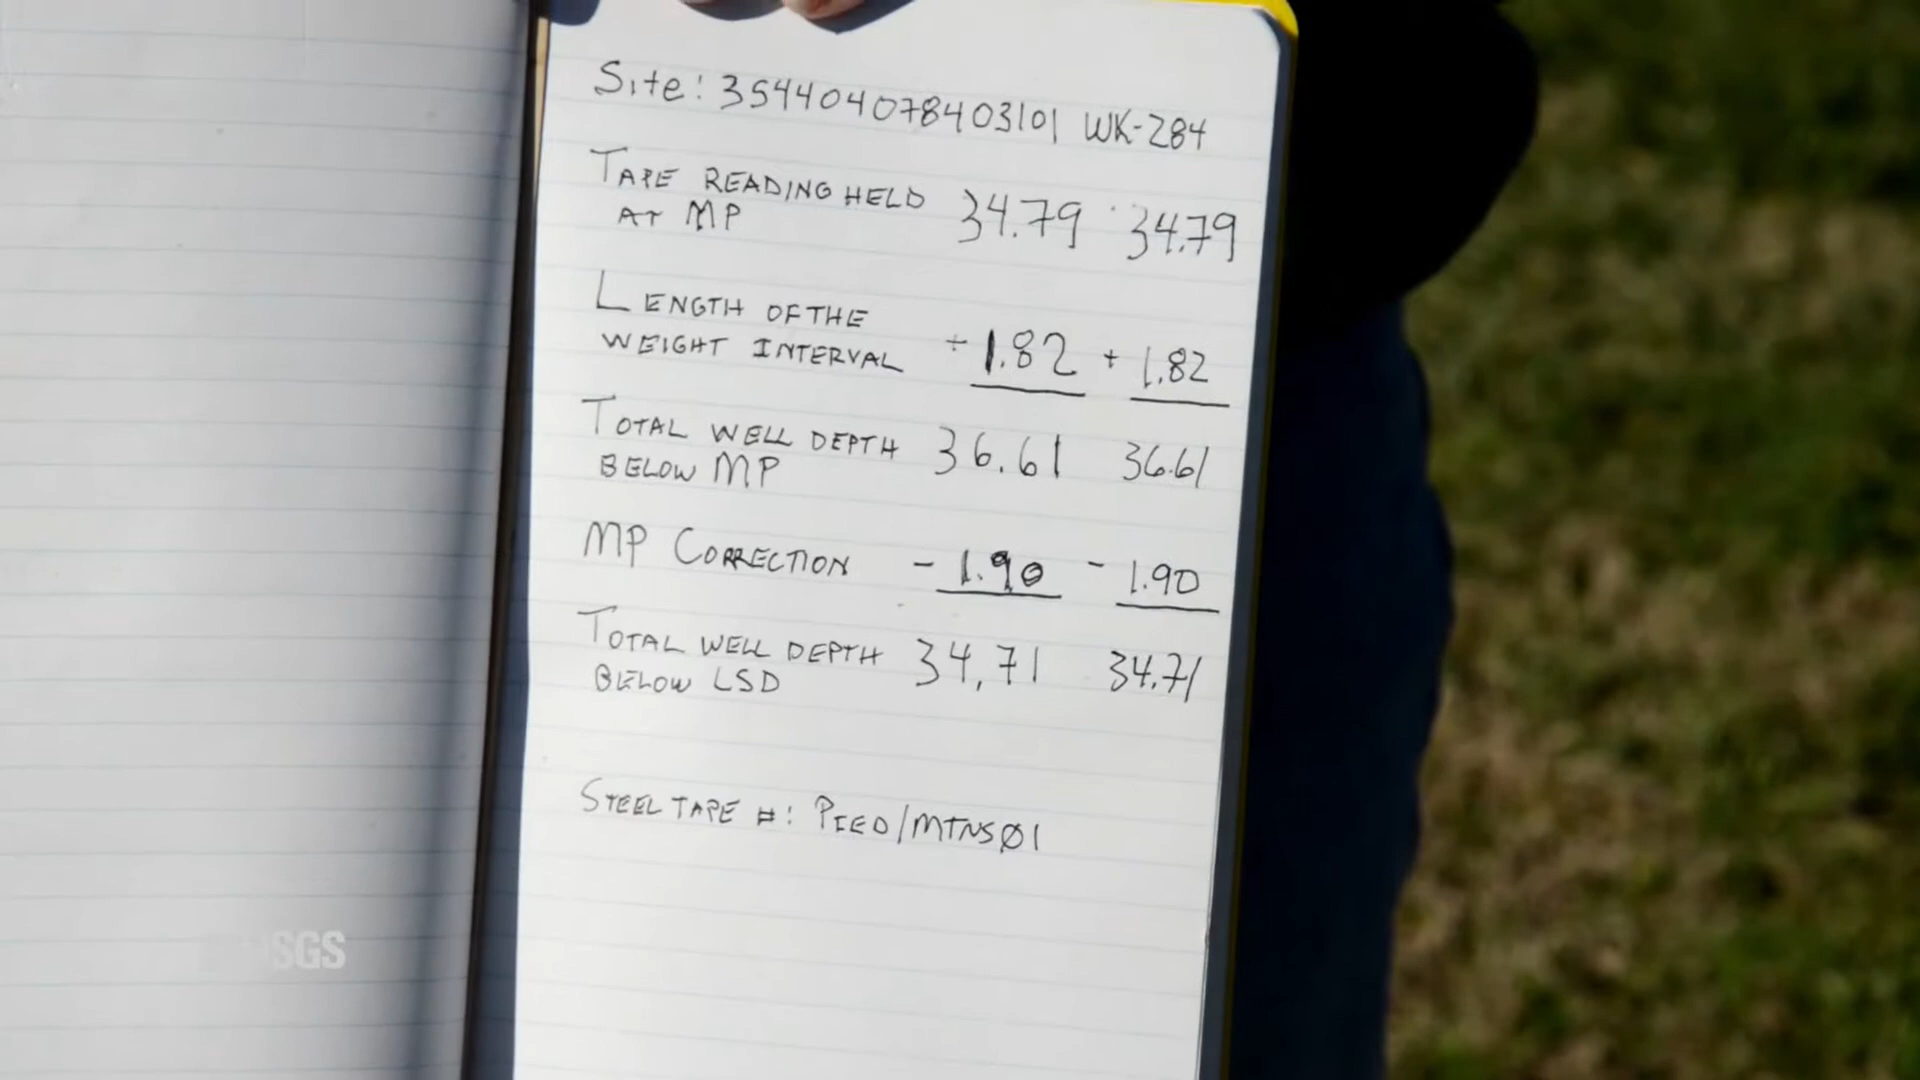 Site: 354404078403101 WK-284
TAPE READING HELD 34.79 34.79
AT MP
LENGTH OF THE
WEIGHT INTERVAL + 1.82 + 1.82
TOTAL WELL DEPTH 36.61 36.61
BELOW MP
MP CORRECTION - 1.90 - 1.90
TOTAL WELL DEPTH 34.71 34.71
BELOW LSD
STEEL TAPE #: PIED/MTNSØ1
USGS